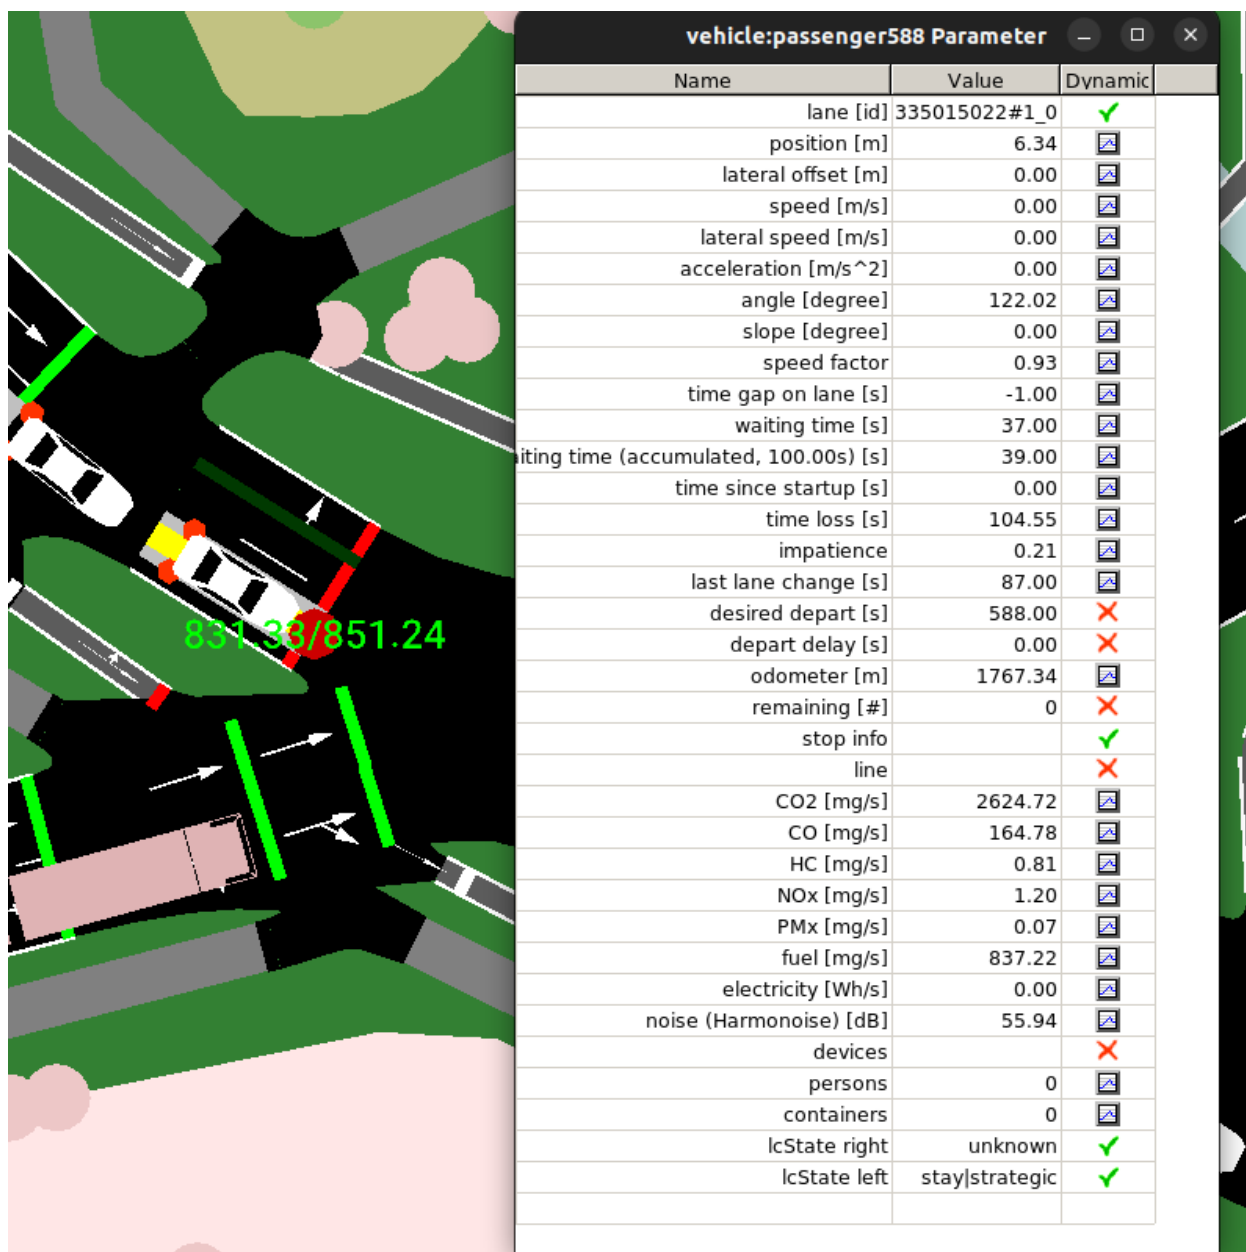 vehicle:passenger588 Parameter
Name Value Dynamic
lane [id] 335015022#1_0
position [m] 6.34
lateral offset [m] 0.00
speed [m/s] 0.00
lateral speed [m/s] 0.00
acceleration [m/s^2] 0.00
angle [degree] 122.02
slope [degree] 0.00
speed factor 0.93
time gap on lane [s] -1.00
waiting time [s] 37.00
iting time (accumulated, 100.00s) [s] 39.00
time since startup [s] 0.00
time loss [s] 104.55
impatience 0.21
last lane change [s] 87.00
desired depart [s] 588.00
depart delay [s] 0.00
odometer [m] 1767.34
remaining [#] 0
stop info
line
CO2 [mg/s] 2624.72
CO [mg/s] 164.78
HC [mg/s] 0.81
NOx [mg/s] 1.20
PMx [mg/s] 0.07
fuel [mg/s] 837.22
electricity [Wh/s] 0.00
noise (Harmonoise) [dB] 55.94
devices
persons 0
containers 0
lcState right unknown
lcState left stay|strategic
831.33/851.24